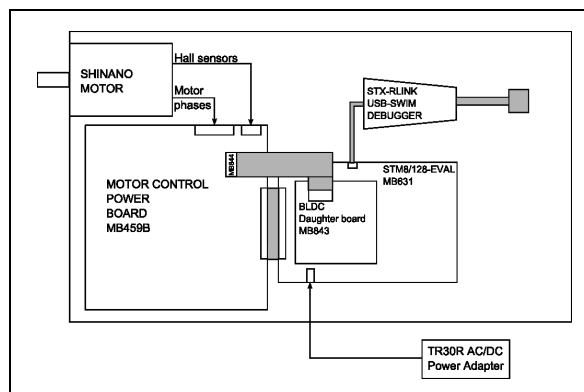 SHINANO
MOTOR
Hall sensors
Motor
phases
STX-RLINK
USB-SWIM
DEBUGGER
MB844
STM8/128-EVAL
MB631
MOTOR CONTROL
POWER
BOARD
MB459B
BLDC
Daughter board
MB843
TR30R AC/DC
Power Adapter